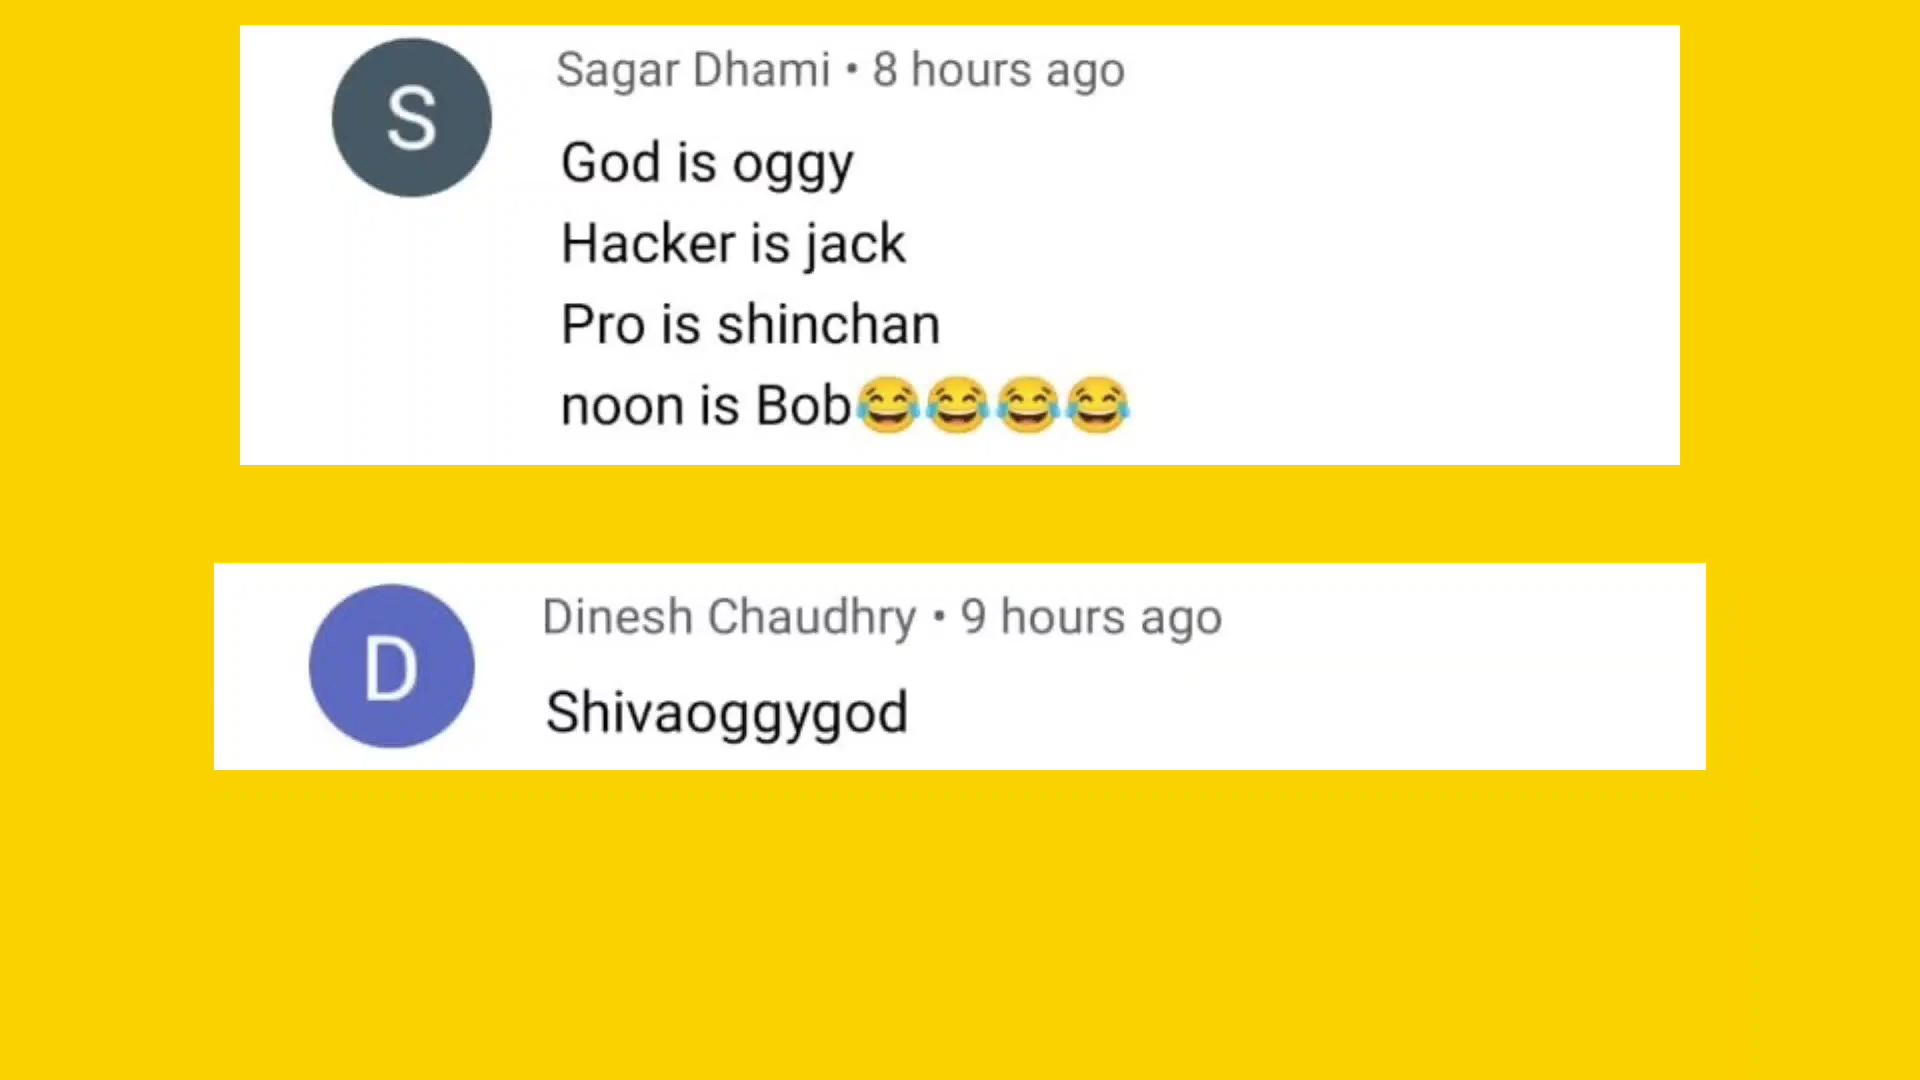 S
Sagar Dhami • 8 hours ago
God is oggy
Hacker is jack
Pro is shinchan
noon is Bob😂😂😂😂
D
Dinesh Chaudhry • 9 hours ago
Shivaoggygod